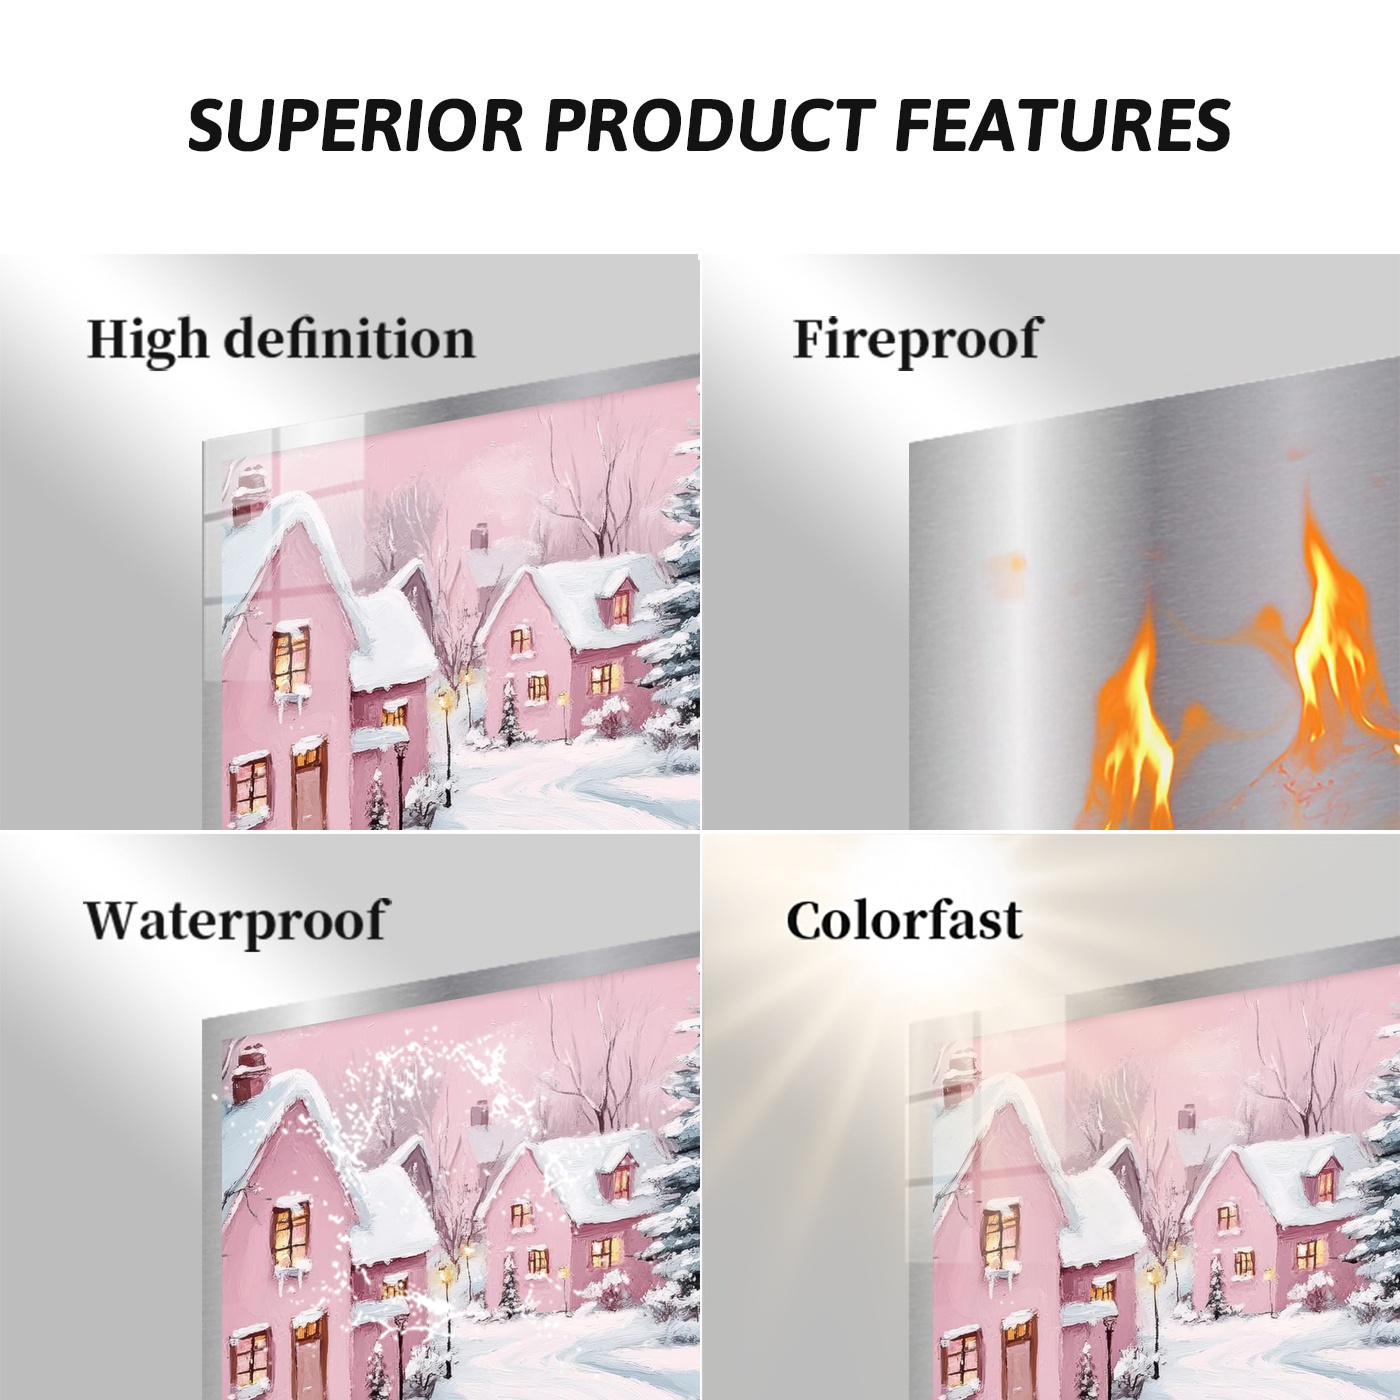 SUPERIOR PRODUCT FEATURES
High definition
Fireproof
Waterproof
Colorfast